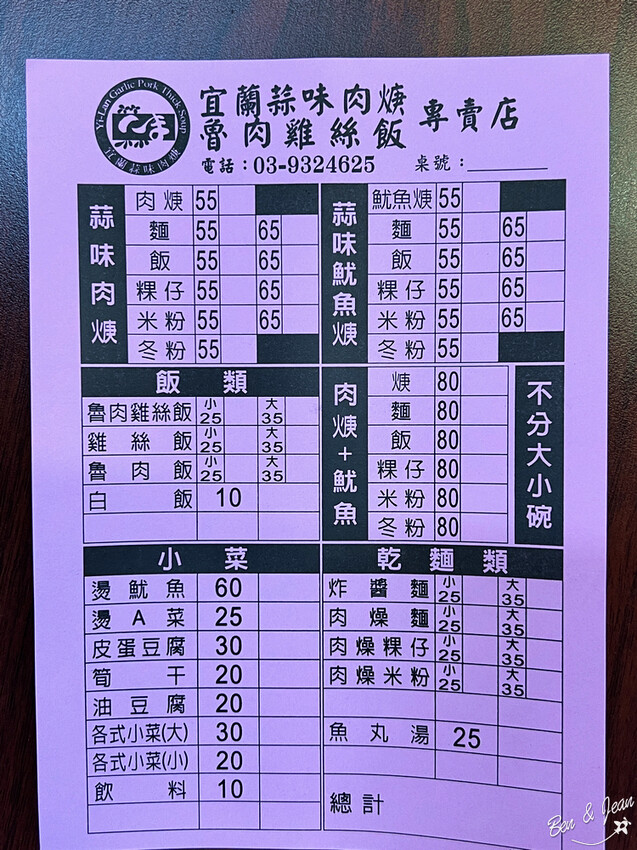 Yi-Lan Garlic Pork Thick Soup
宜蘭蒜味肉焿
宜蘭蒜味肉焿
魯肉雞絲飯
專賣店
電話：03-9324625 桌號：
蒜味肉焿
肉焿 55
麵 55 65
飯 55 65
粿仔 55 65
米粉 55 65
冬粉 55
蒜味魷魚焿
魷魚焿 55
麵 55 65
飯 55 65
粿仔 55 65
米粉 55 65
冬粉 55
飯類
魯肉雞絲飯 小25 大35
雞絲飯 小25 大35
魯肉飯 小25 大35
白飯 10
肉焿+魷魚
焿 80
麵 80
飯 80
粿仔 80
米粉 80
冬粉 80
不分大小碗
小菜
燙魷魚 60
燙A菜 25
皮蛋豆腐 30
筍干 20
油豆腐 20
各式小菜(大) 30
各式小菜(小) 20
飲料 10
乾麵類
炸醬麵 小25 大35
肉燥麵 小25 大35
肉燥粿仔 小25 大35
肉燥米粉 小25 大35
魚丸湯 25
總計
Ben & Jean